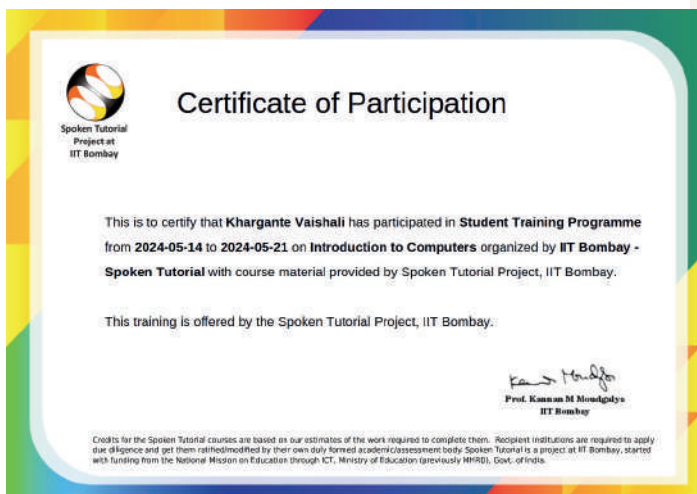 Spoken Tutorial
Project at
IIT Bombay
Certificate of Participation
This is to certify that Khargante Vaishali has participated in Student Training Programme
from 2024-05-14 to 2024-05-21 on Introduction to Computers organized by IIT Bombay -
Spoken Tutorial with course material provided by Spoken Tutorial Project, IIT Bombay.
This training is offered by the Spoken Tutorial Project, IIT Bombay.
Prof. Kannan M Moudgalya
IIT Bombay
Credits for the Spoken Tutorial courses are based on our estimates of the work required to complete them. Recipient institutions are required to apply
due diligence and get them ratified/modified by their own duly formed academic/assessment body. Spoken Tutorial is a project at IIT Bombay, started
with funding from the National Mission on Education through ICT, Ministry of Education (previously MHRD), Govt. of India.